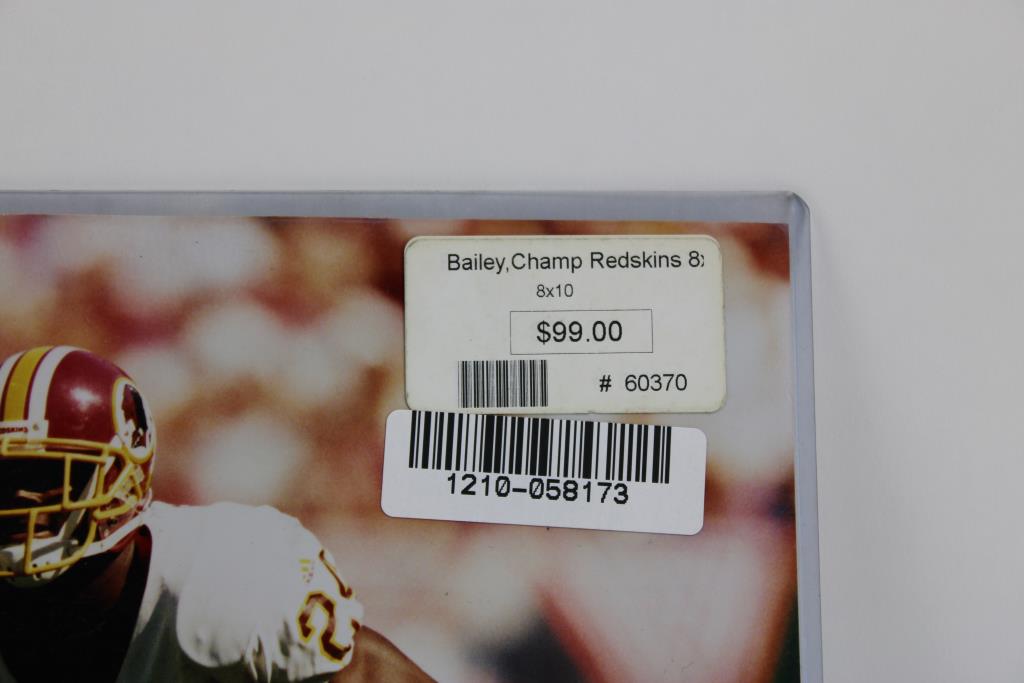 Bailey,Champ Redskins 8x
8x10
$99.00
# 60370
1210-058173